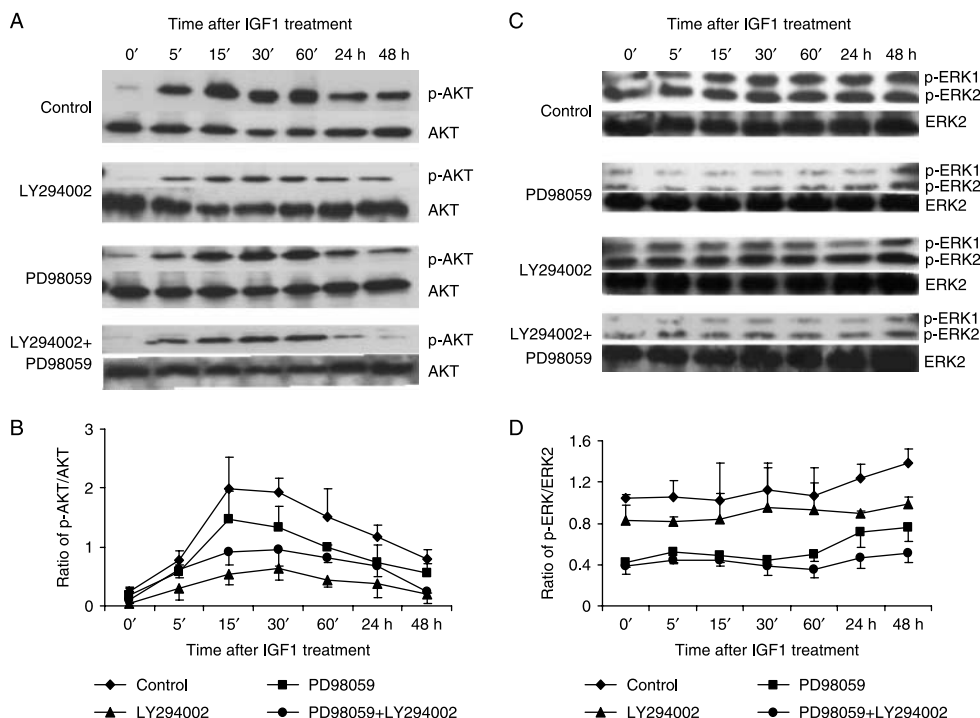 A
Time after IGF1 treatment
0′ 5′ 15′ 30′ 60′ 24 h 48 h
Control
p-AKT
AKT
LY294002
p-AKT
AKT
PD98059
p-AKT
AKT
LY294002+
PD98059
p-AKT
AKT
B
Ratio of p-AKT/AKT
3
2
1
0
0′ 5′ 15′ 30′ 60′ 24 h 48 h
Time after IGF1 treatment
Control
PD98059
LY294002
PD98059+LY294002
C
Time after IGF1 treatment
0′ 5′ 15′ 30′ 60′ 24 h 48 h
Control
p-ERK1
p-ERK2
ERK2
PD98059
p-ERK1
p-ERK2
ERK2
LY294002
p-ERK1
p-ERK2
ERK2
LY294002+
PD98059
p-ERK1
p-ERK2
ERK2
D
Ratio of p-ERK/ERK2
1.6
1.2
0.8
0.4
0
0′ 5′ 15′ 30′ 60′ 24 h 48 h
Time after IGF1 treatment
Control
PD98059
LY294002
PD98059+LY294002